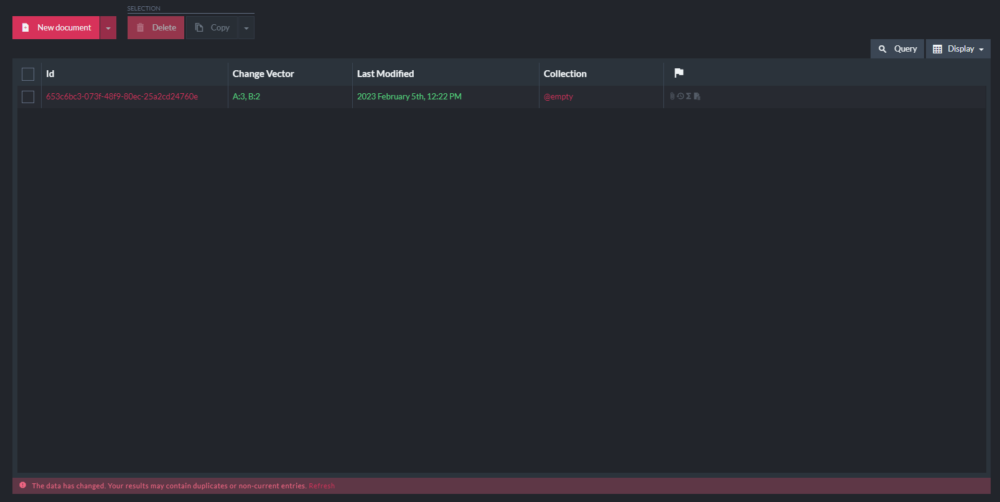 SELECTION
New document
Delete
Copy
Query
Display
Id
Change Vector
Last Modified
Collection
653c6bc3-073f-48f9-80ec-25a2cd24760e
A:3, B:2
2023 February 5th, 12:22 PM
@empty
The data has changed. Your results may contain duplicates or non-current entries. Refresh